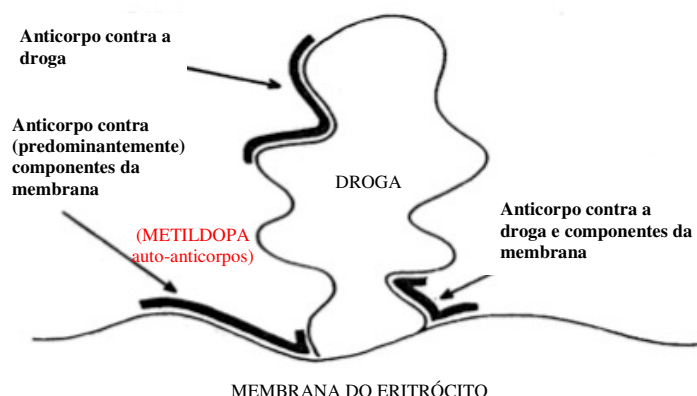 Anticorpo contra a
droga
Anticorpo contra
(predominantemente)
componentes da
membrana
DROGA
(METILDOPA
auto-anticorpos)
Anticorpo contra a
droga e componentes da
membrana
MEMBRANA DO ERITRÓCITO